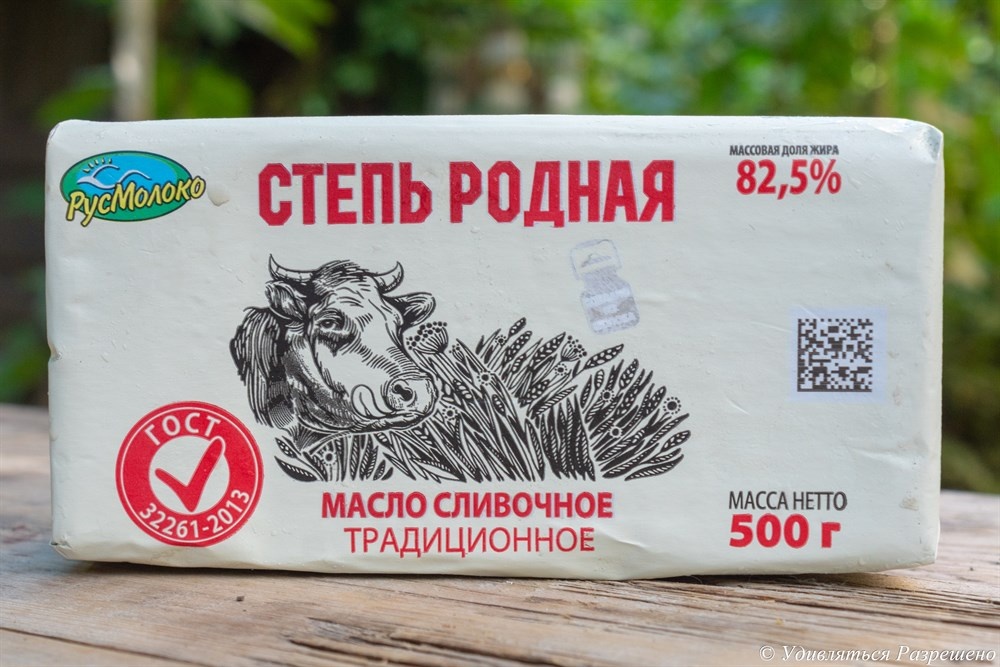 РусМолоко
СТЕПЬ РОДНАЯ
МАССОВАЯ ДОЛЯ ЖИРА
82,5%
ГОСТ
32261-2013
МАСЛО СЛИВОЧНОЕ
ТРАДИЦИОННОЕ
МАССА НЕТТО
500 г
© Удивляться Разрешено